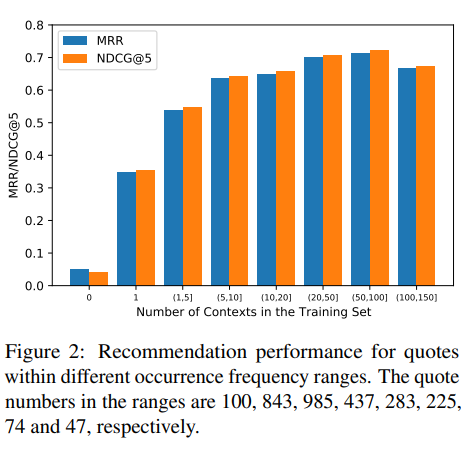 0.8
0.7
0.6
0.5
0.4
0.3
0.2
0.1
0.0
MRR/NDCG@5
MRR
NDCG@5
0 1 (1,5] (5,10] (10,20] (20,50] (50,100] (100,150]
Number of Contexts in the Training Set
Figure 2: Recommendation performance for quotes
within different occurrence frequency ranges. The quote
numbers in the ranges are 100, 843, 985, 437, 283, 225,
74 and 47, respectively.